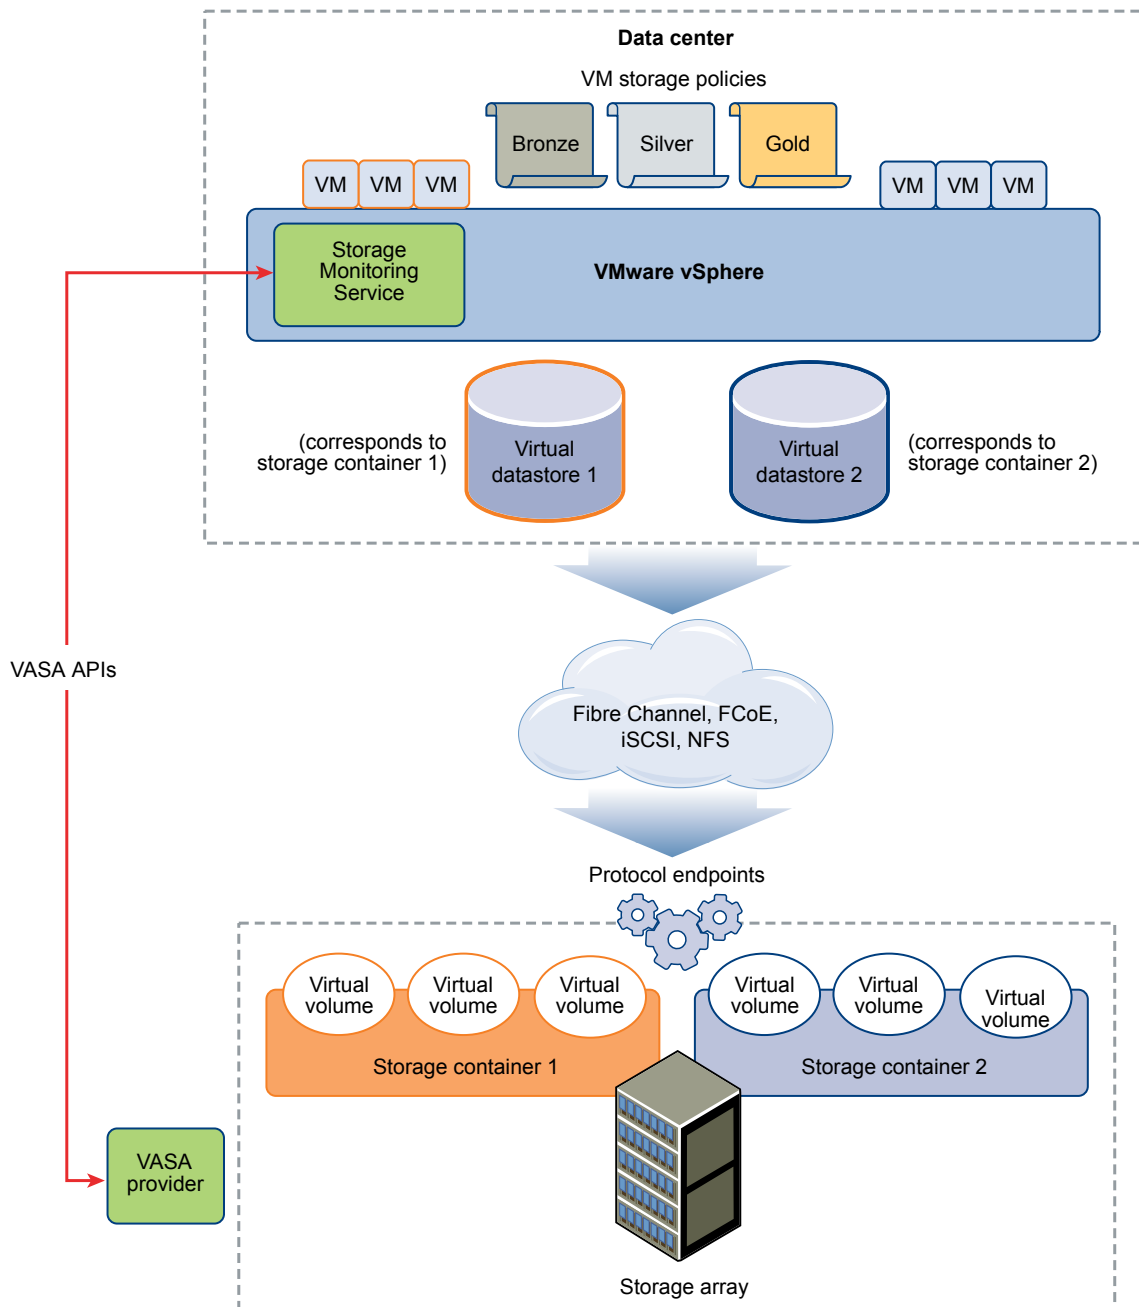 Data center
VM storage policies
Bronze
Silver
Gold
VM
VM
VM
VM
VM
VM
Storage
Monitoring
Service
VMware vSphere
(corresponds to
storage container 1)
Virtual
datastore 1
Virtual
datastore 2
(corresponds to
storage container 2)
VASA APIs
Fibre Channel, FCoE,
iSCSI, NFS
Protocol endpoints
Virtual
volume
Virtual
volume
Virtual
volume
Virtual
volume
Virtual
volume
Virtual
volume
Storage container 1
Storage container 2
VASA
provider
Storage array